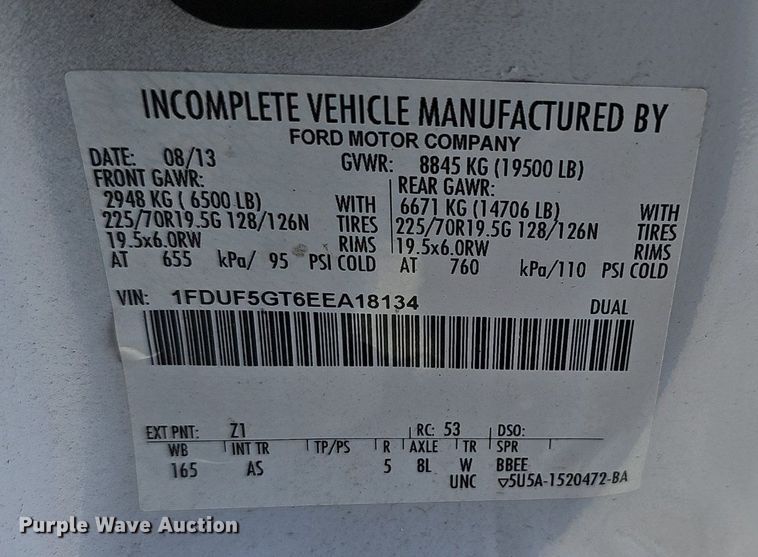 INCOMPLETE VEHICLE MANUFACTURED BY
FORD MOTOR COMPANY
DATE: 08/13 GVWR: 8845 KG (19500 LB)
FRONT GAWR: REAR GAWR:
2948 KG ( 6500 LB) WITH 6671 KG (14706 LB) WITH
225/70R19.5G 128/126N TIRES 225/70R19.5G 128/126N TIRES
19.5x6.0RW RIMS 19.5x6.0RW RIMS
AT 655 kPa/ 95 PSI COLD AT 760 kPa/110 PSI COLD
VIN: 1FDUF5GT6EEA18134 DUAL
EXT PNT: Z1 RC: 53 DSO:
WB INT TR TP/PS R AXLE TR SPR
165 AS 5 8L W BBEE
UNC ▽5U5A-1520472-BA
Purple Wave Auction